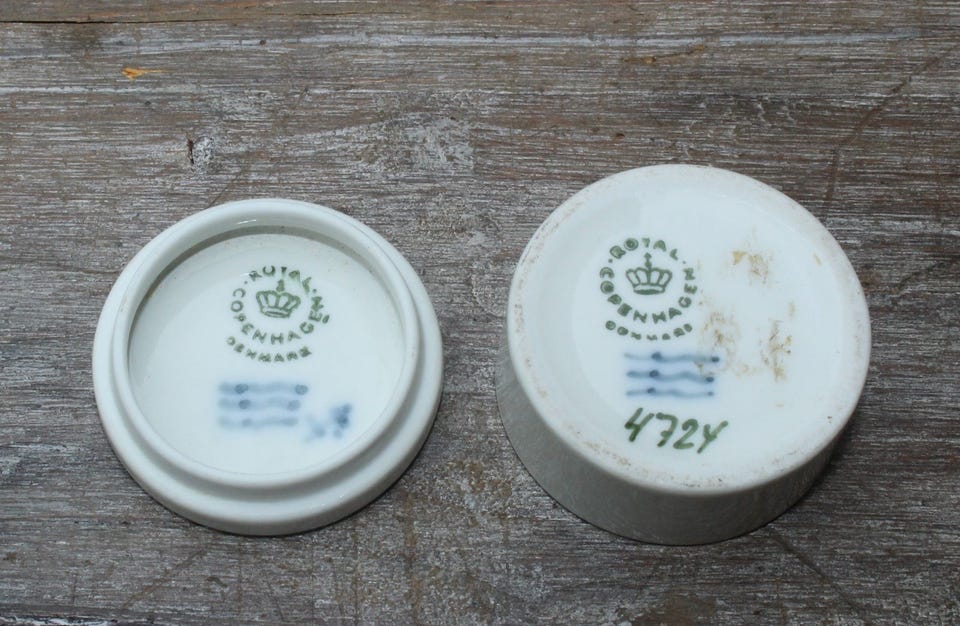 ROYAL
COPENHAGEN
DENMARK
ROYAL
COPENHAGEN
DENMARK
4724